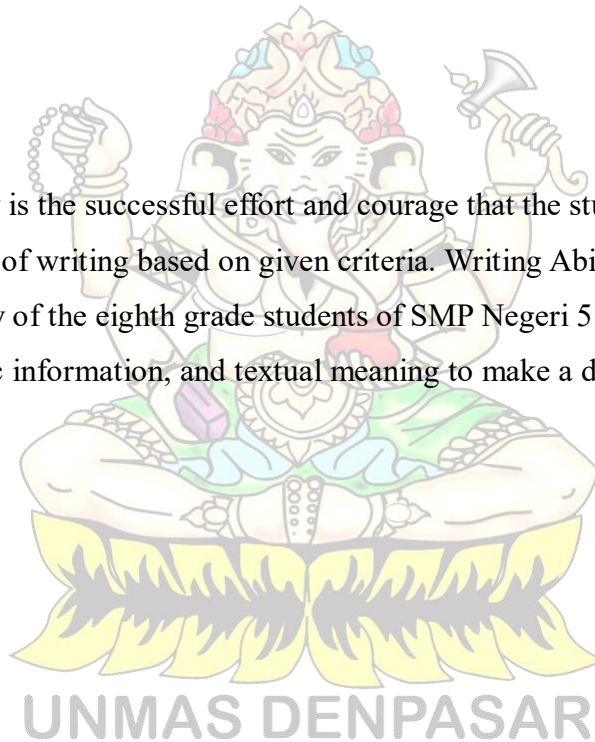 is the successful effort and courage that the stu
of writing based on given criteria. Writing Abi
of the eighth grade students of SMP Negeri 5
information, and textual meaning to make a d
UNMAS DENPASAR